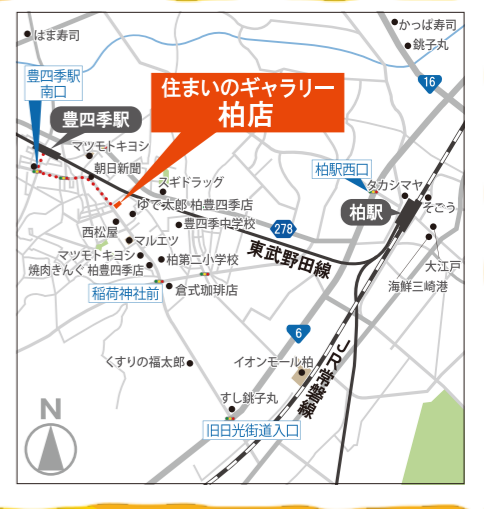 はま寿司
かっぱ寿司
銚子丸
16
豊四季駅
南口
住まいのギャラリー
柏店
豊四季駅
マツモトキヨシ
朝日新聞
スギドラッグ
柏駅西口
タカシマヤ
ゆで太郎 柏豊四季店
そごう
柏駅
豊四季中学校
西松屋
278
マルエツ
東武野田線
マツモトキヨシ
柏第二小学校
焼肉きんぐ 柏豊四季店
大江戸
海鮮三崎港
稲荷神社前
倉式珈琲店
6
JR常磐線
くすりの福太郎
イオンモール柏
すし銚子丸
旧日光街道入口
N